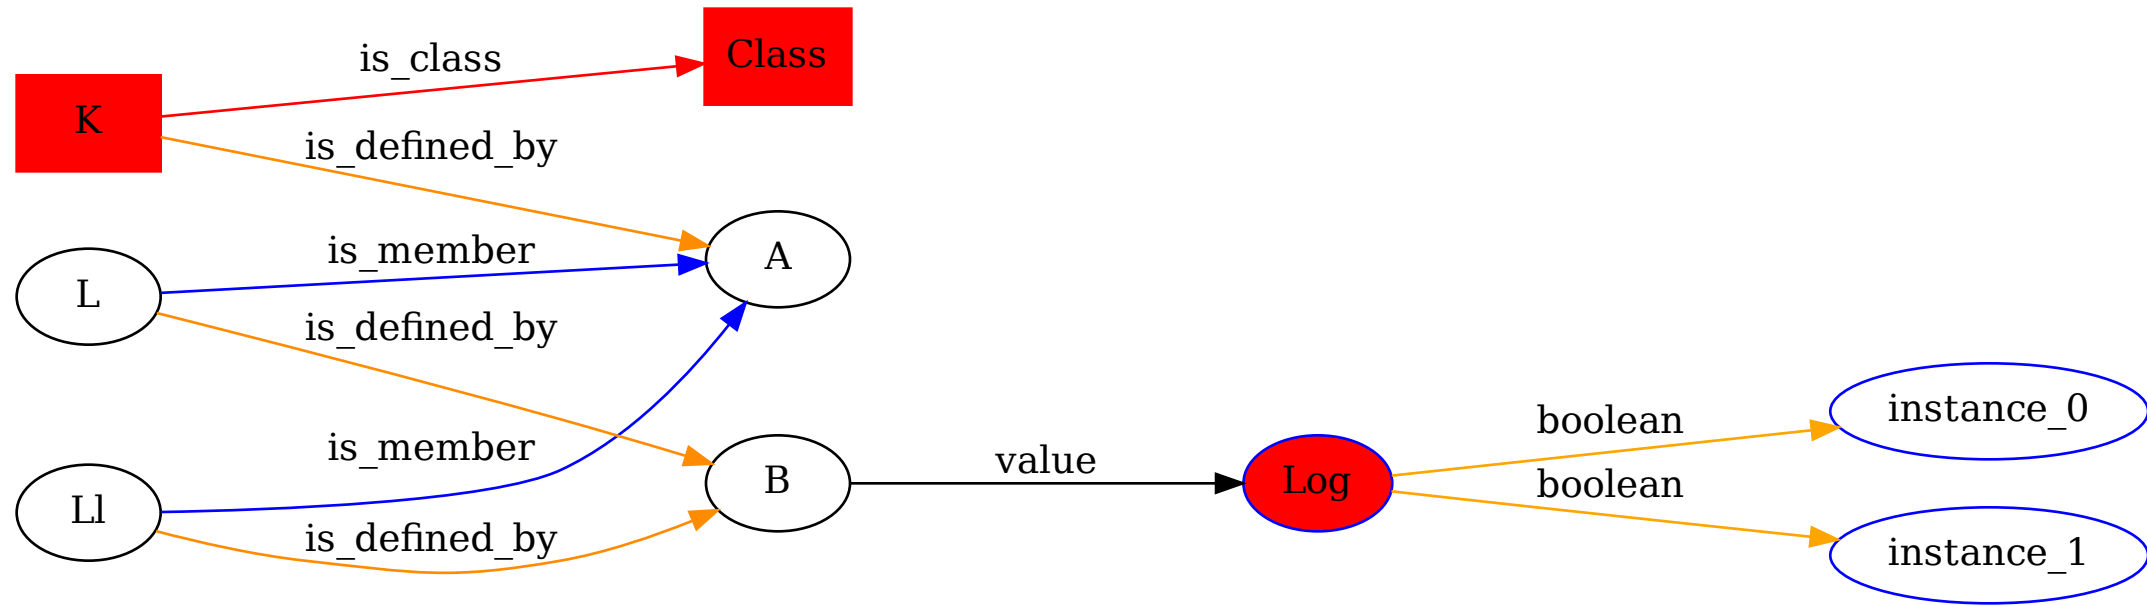 is_class
Class
K
is_defined_by
is_member
A
L
is_defined_by
is_member
B
value
Log
boolean
instance_0
boolean
instance_1
Ll
is_defined_by